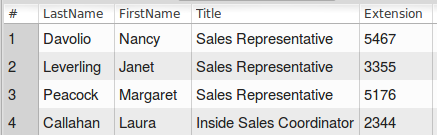 # LastName FirstName Title Extension
1 Davolio Nancy Sales Representative 5467
2 Leverling Janet Sales Representative 3355
3 Peacock Margaret Sales Representative 5176
4 Callahan Laura Inside Sales Coordinator 2344